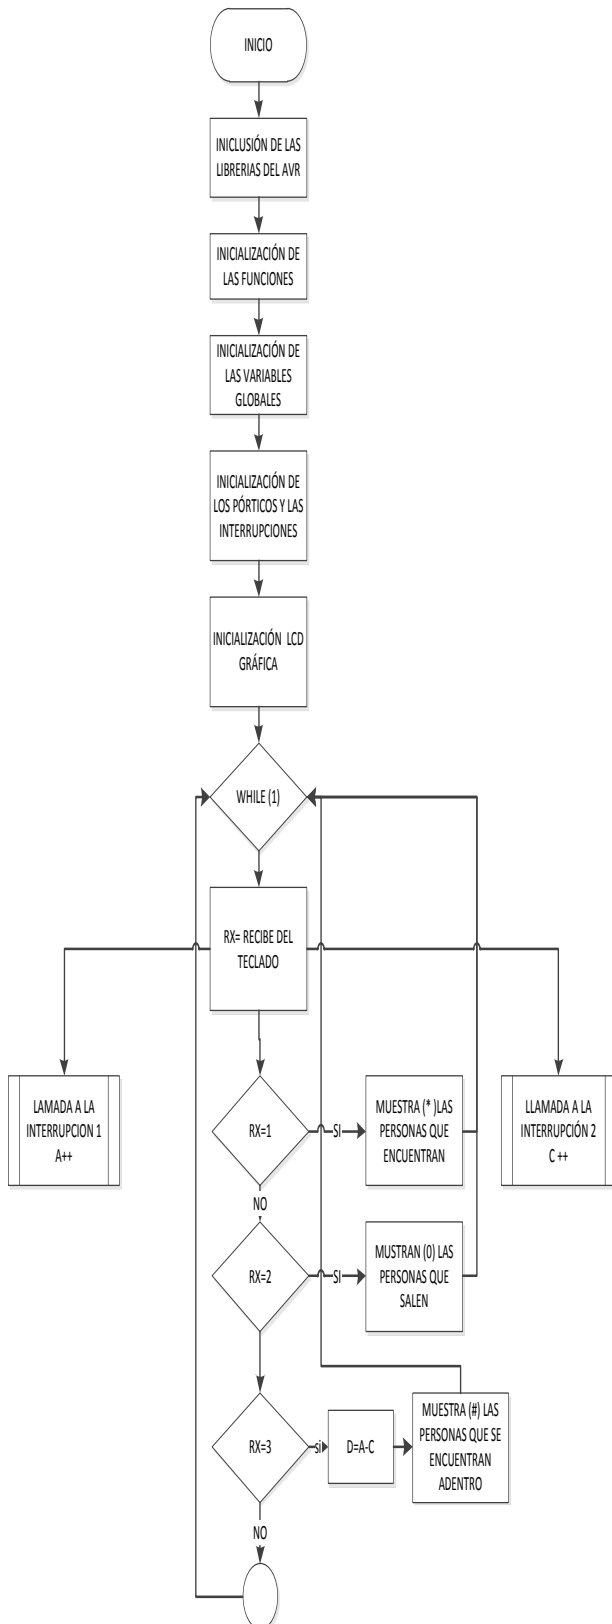 INICIO
INICLUSIÓN DE LAS
LIBRERIAS DEL AVR
INICIALIZACIÓN DE
LAS FUNCIONES
INICIALIZACIÓN DE
LAS VARIABLES
GLOBALES
INICIALIZACIÓN DE
LOS PÓRTICOS Y LAS
INTERRUPCIONES
INICIALIZACIÓN LCD
GRÁFICA
WHILE (1)
RX= RECIBE DEL
TECLADO
LAMADA A LA
INTERRUPCION 1
A++
RX=1
SI
MUESTRA (* )LAS
PERSONAS QUE
ENCUENTRAN
LLAMADA A LA
INTERRUPCIÓN 2
C ++
NO
RX=2
SI
MUSTRAN (0) LAS
PERSONAS QUE
SALEN
RX=3
si
D=A-C
MUESTRA (#) LAS
PERSONAS QUE SE
ENCUENTRAN
ADENTRO
NO